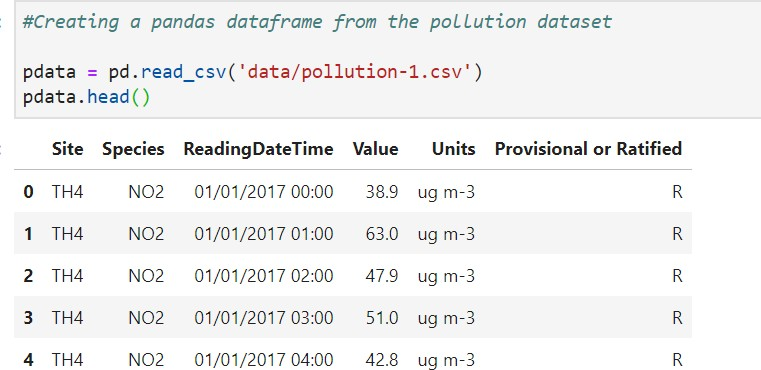 #Creating a pandas dataframe from the pollution dataset
pdata = pd.read_csv('data/pollution-1.csv')
pdata.head()
Site Species ReadingDateTime Value Units Provisional or Ratified
0 TH4 NO2 01/01/2017 00:00 38.9 ug m-3 R
1 TH4 NO2 01/01/2017 01:00 63.0 ug m-3 R
2 TH4 NO2 01/01/2017 02:00 47.9 ug m-3 R
3 TH4 NO2 01/01/2017 03:00 51.0 ug m-3 R
4 TH4 NO2 01/01/2017 04:00 42.8 ug m-3 R